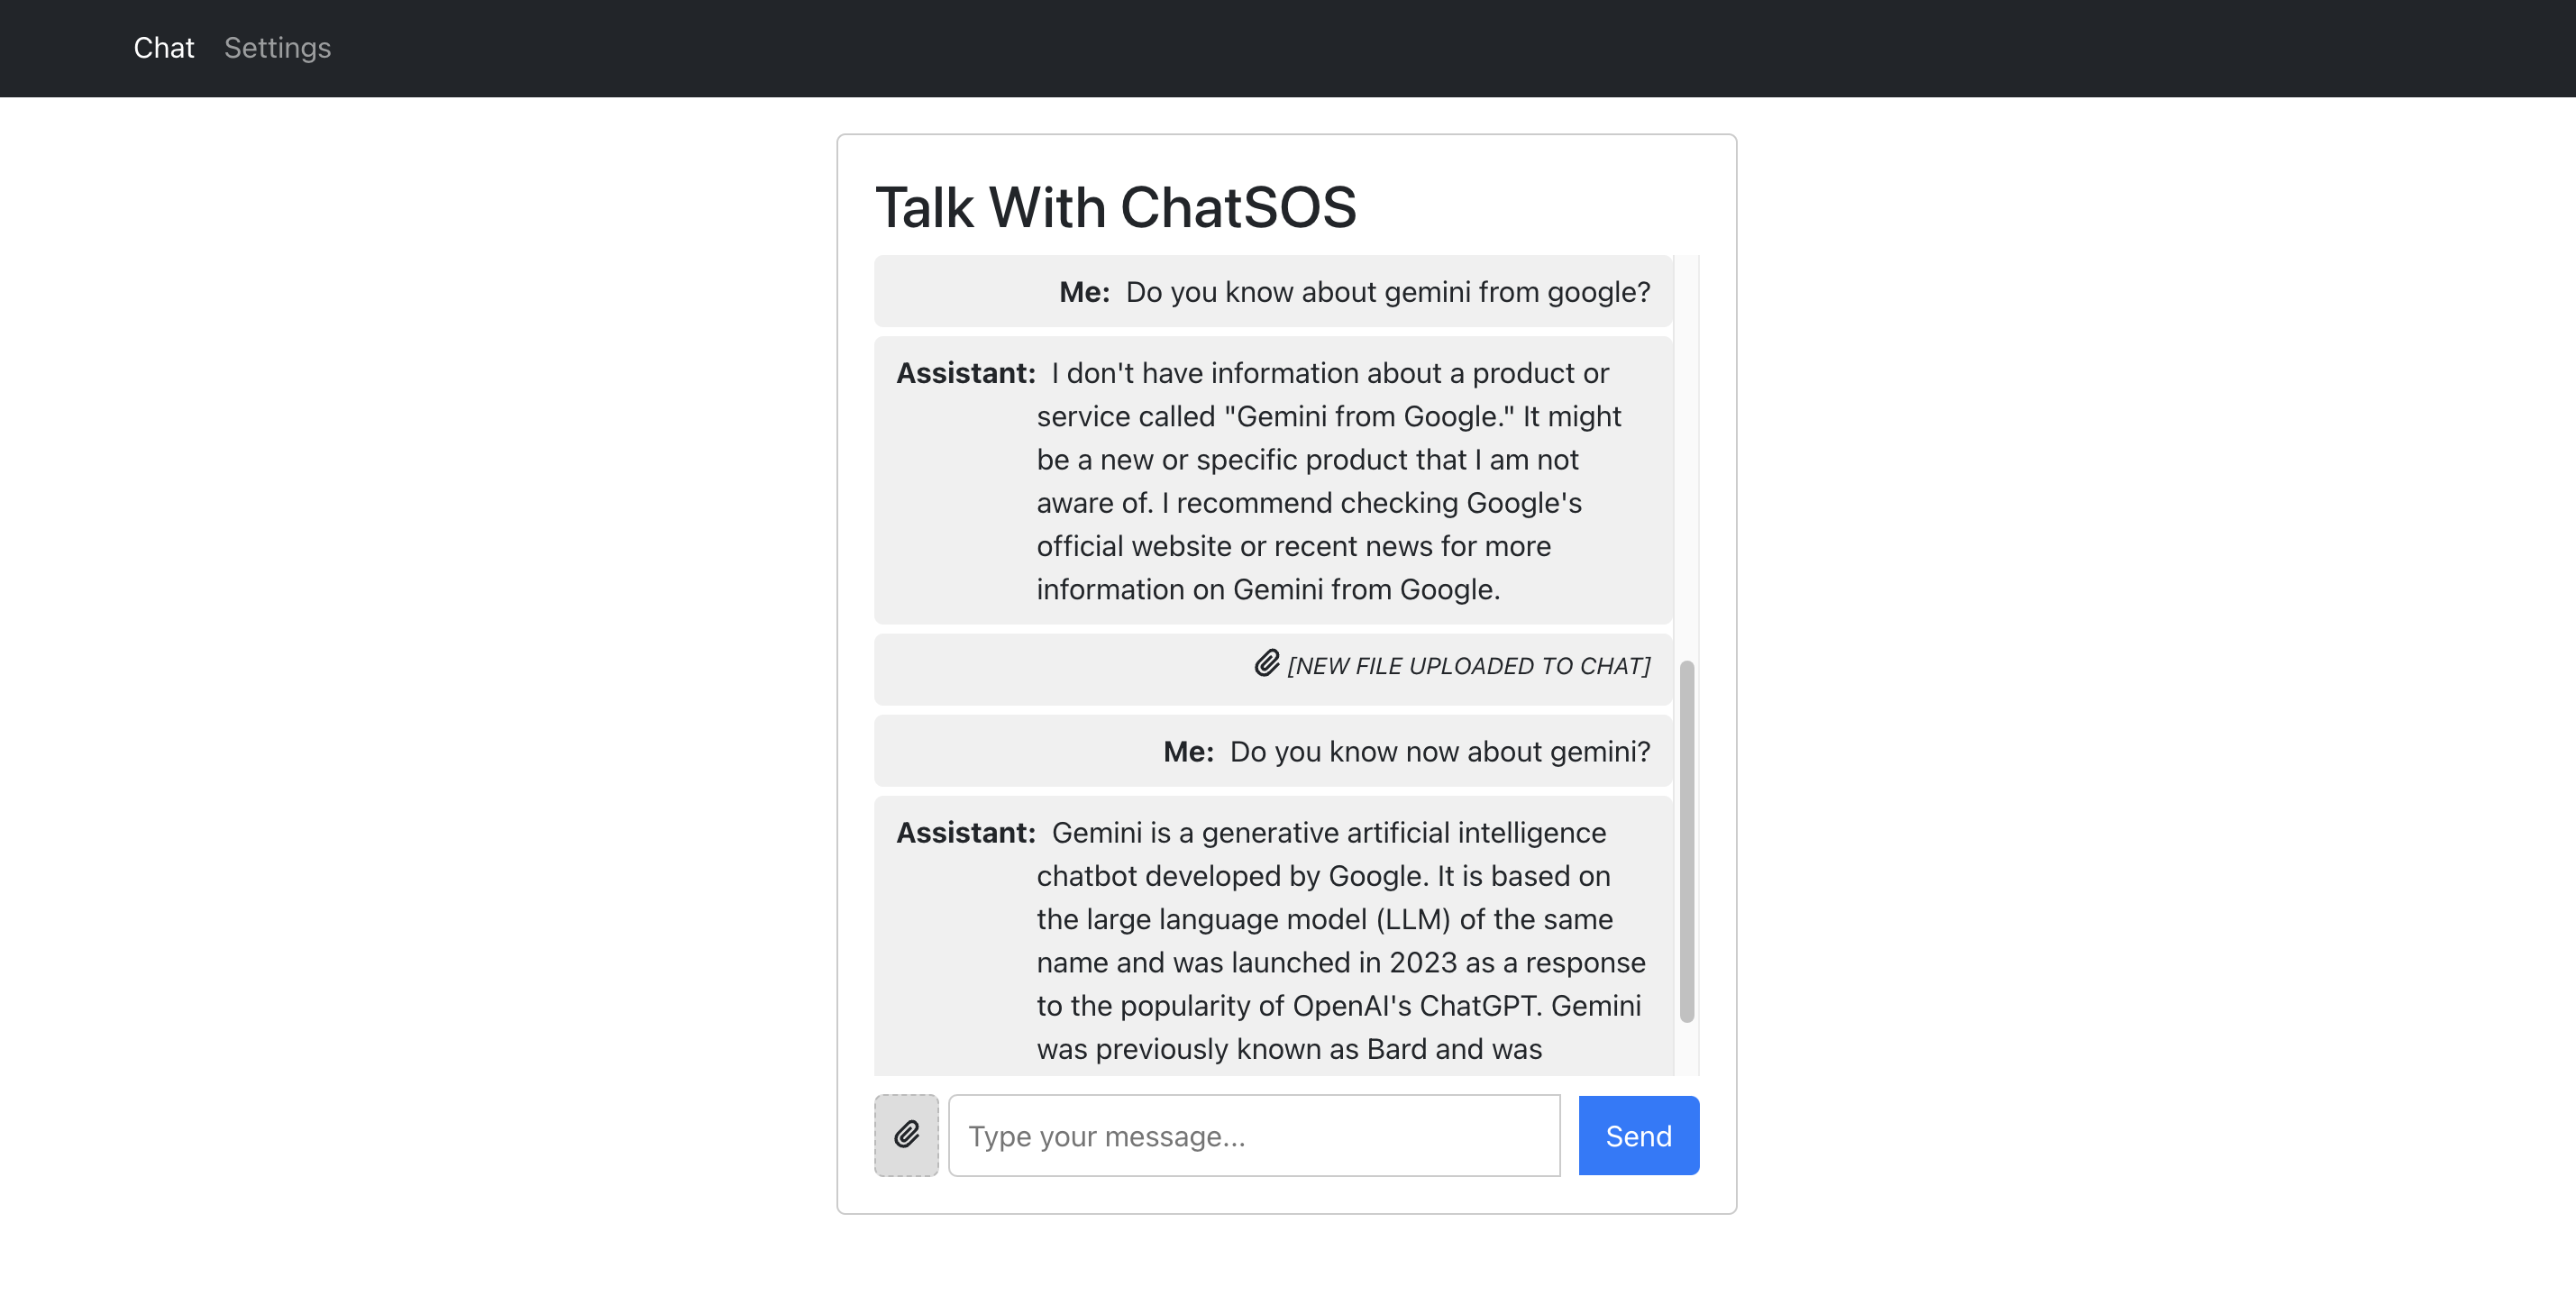 Chat Settings
Talk With ChatSOS
Me: Do you know about gemini from google?
Assistant: I don't have information about a product or
service called "Gemini from Google." It might
be a new or specific product that I am not
aware of. I recommend checking Google's
official website or recent news for more
information on Gemini from Google.
[NEW FILE UPLOADED TO CHAT]
Me: Do you know now about gemini?
Assistant: Gemini is a generative artificial intelligence
chatbot developed by Google. It is based on
the large language model (LLM) of the same
name and was launched in 2023 as a response
to the popularity of OpenAI's ChatGPT. Gemini
was previously known as Bard and was
Type your message...
Send